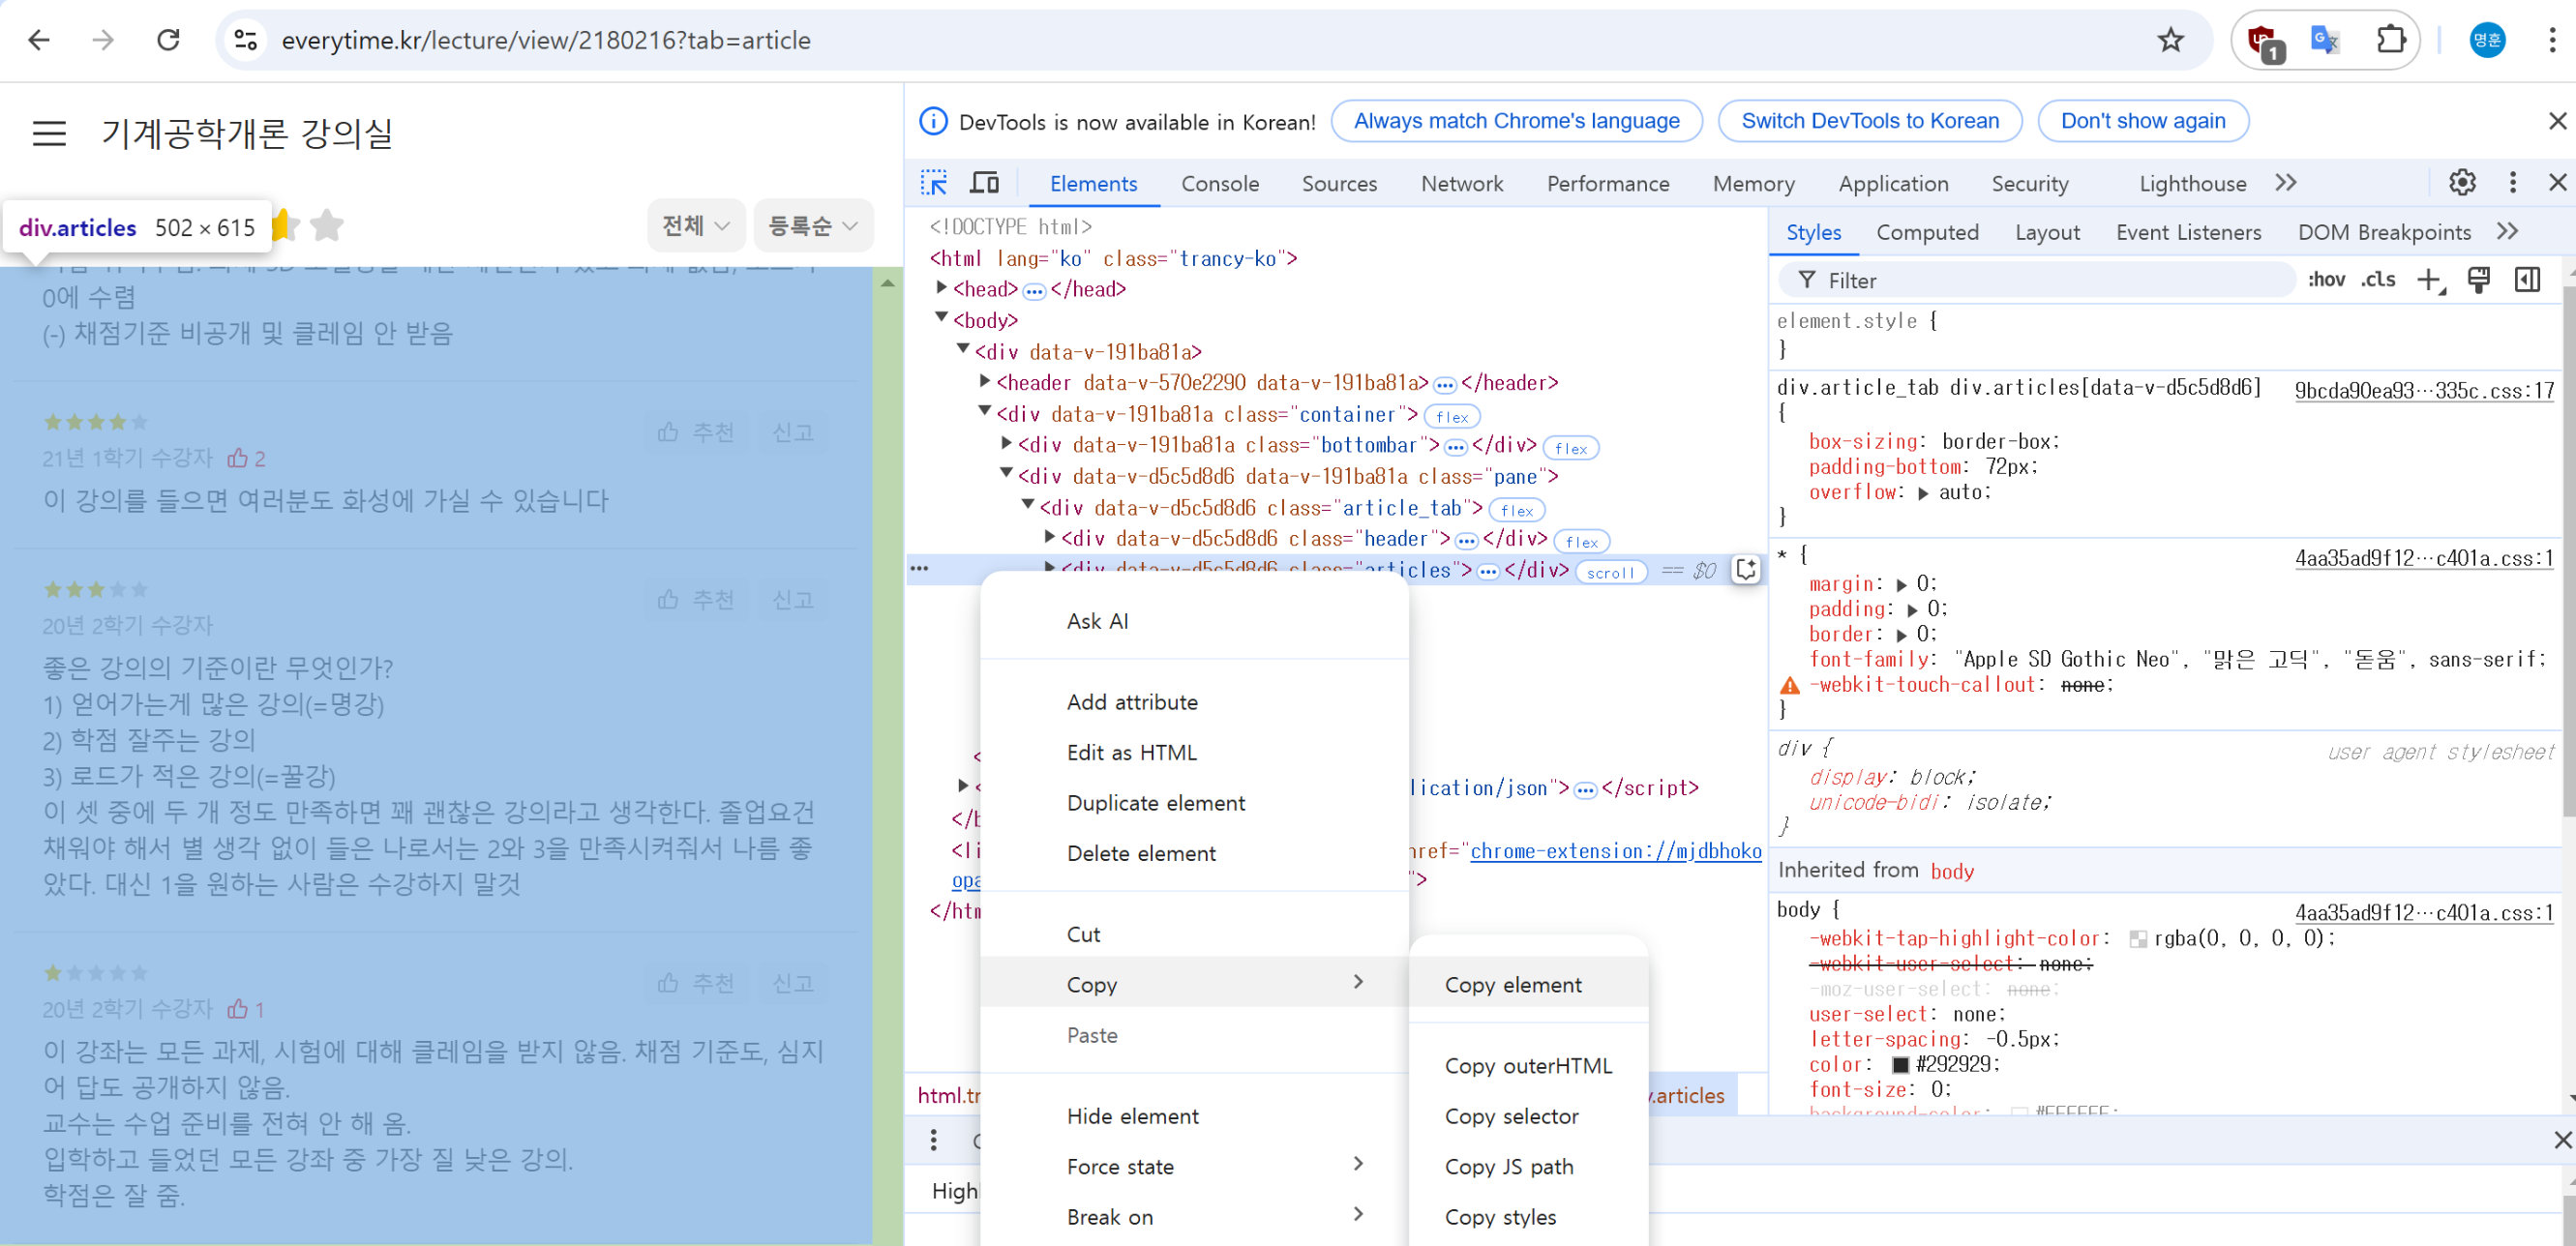 everytime.kr/lecture/view/2180216?tab=article
1
명훈
기계공학개론 강의실
div.articles 502 × 615
전체
등록순
0에 수렴
(-) 채점기준 비공개 및 클레임 안 받음
추천 신고
21년 1학기 수강자 2
이 강의를 들으면 여러분도 화성에 가실 수 있습니다
추천 신고
20년 2학기 수강자
좋은 강의의 기준이란 무엇인가?
1) 얻어가는게 많은 강의(=명강)
2) 학점 잘주는 강의
3) 로드가 적은 강의(=꿀강)
이 셋 중에 두 개 정도 만족하면 꽤 괜찮은 강의라고 생각한다. 졸업요건
채워야 해서 별 생각 없이 들은 나로서는 2와 3을 만족시켜줘서 나름 좋
았다. 대신 1을 원하는 사람은 수강하지 말것
추천 신고
20년 2학기 수강자 1
이 강좌는 모든 과제, 시험에 대해 클레임을 받지 않음. 채점 기준도, 심지
어 답도 공개하지 않음.
교수는 수업 준비를 전혀 안 해 옴.
입학하고 들었던 모든 강좌 중 가장 질 낮은 강의.
학점은 잘 줌.
DevTools is now available in Korean!
Always match Chrome's language
Switch DevTools to Korean
Don't show again
Elements Console Sources Network Performance Memory Application Security Lighthouse
<!DOCTYPE html>
<html lang="ko" class="trancy-ko">
<head>…</head>
<body>
<div data-v-191ba81a>
<header data-v-570e2290 data-v-191ba81a>…</header>
<div data-v-191ba81a class="container"> flex
<div data-v-191ba81a class="bottombar">…</div> flex
<div data-v-d5c5d8d6 data-v-191ba81a class="pane">
<div data-v-d5c5d8d6 class="article_tab"> flex
<div data-v-d5c5d8d6 class="header">…</div> flex
<div data-v-d5c5d8d6 class="articles">…</div> scroll == $0
lication/json">…</script>
</b
<li href="chrome-extension://mjdbhoko
opa ">
</htm
html.tr .articles
High
Ask AI
Add attribute
Edit as HTML
Duplicate element
Delete element
Cut
Copy
Paste
Hide element
Force state
Break on
Copy element
Copy outerHTML
Copy selector
Copy JS path
Copy styles
Styles Computed Layout Event Listeners DOM Breakpoints
Filter
:hov .cls
element.style {
}
div.article_tab div.articles[data-v-d5c5d8d6] 9bcda90ea93…335c.css:17
{
box-sizing: border-box;
padding-bottom: 72px;
overflow: auto;
}
* { 4aa35ad9f12…c401a.css:1
margin: 0;
padding: 0;
border: 0;
font-family: "Apple SD Gothic Neo", "맑은 고딕", "돋움", sans-serif;
-webkit-touch-callout: none;
}
div { user agent stylesheet
display: block;
unicode-bidi: isolate;
}
Inherited from body
body { 4aa35ad9f12…c401a.css:1
-webkit-tap-highlight-color: rgba(0, 0, 0, 0);
-webkit-user-select: none;
-moz-user-select: none;
user-select: none;
letter-spacing: -0.5px;
color: #292929;
font-size: 0;
background-color: #FFFFFF;